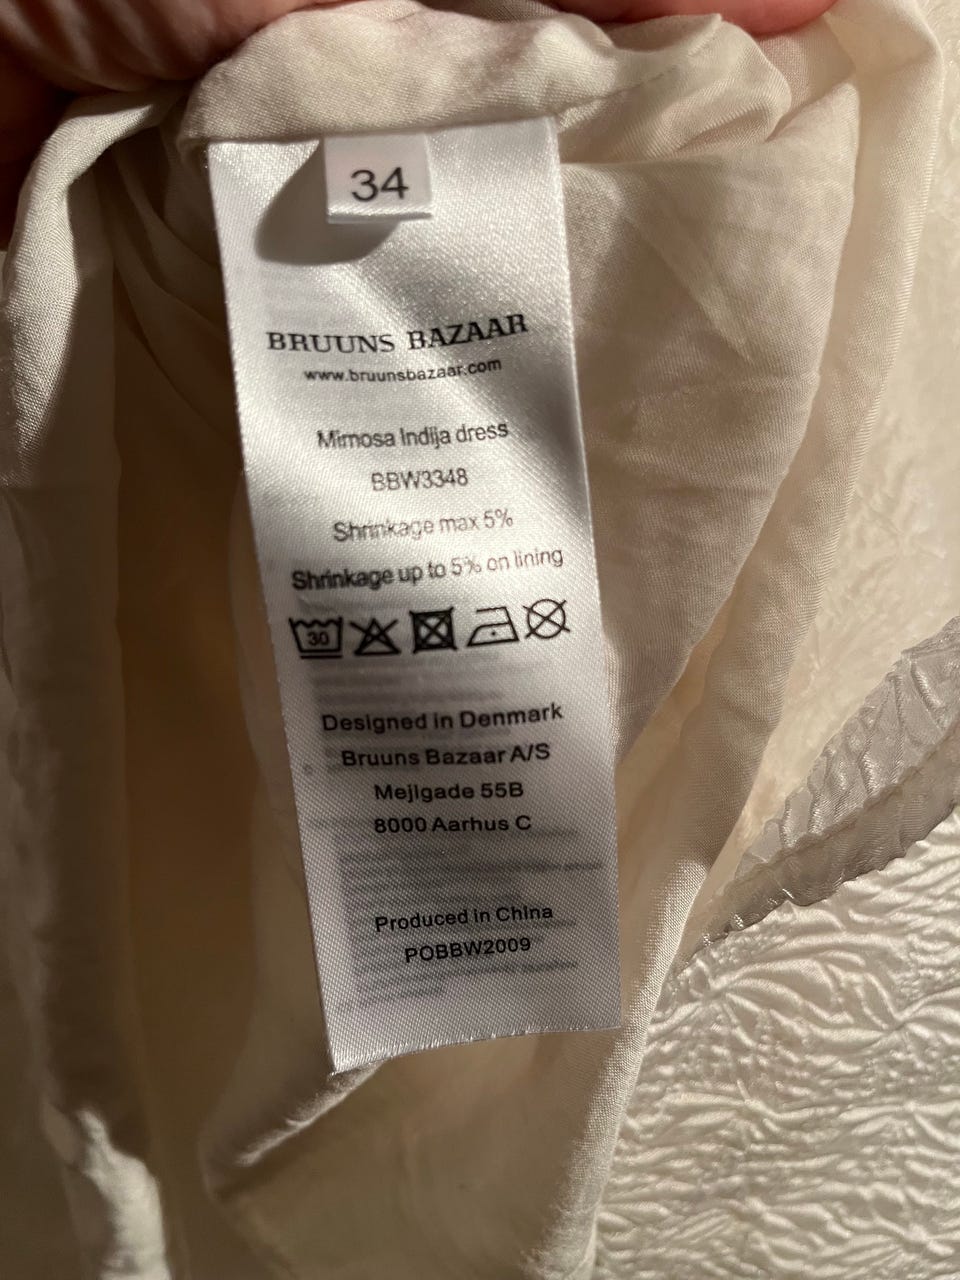 34
BRUUNS BAZAAR
www.bruunsbazaar.com
Mimosa Indija dress
BBW3348
Shrinkage max 5%
Shrinkage up to 5% on lining
30
Designed in Denmark
Bruuns Bazaar A/S
Mejlgade 55B
8000 Aarhus C
Produced in China
POBBW2009